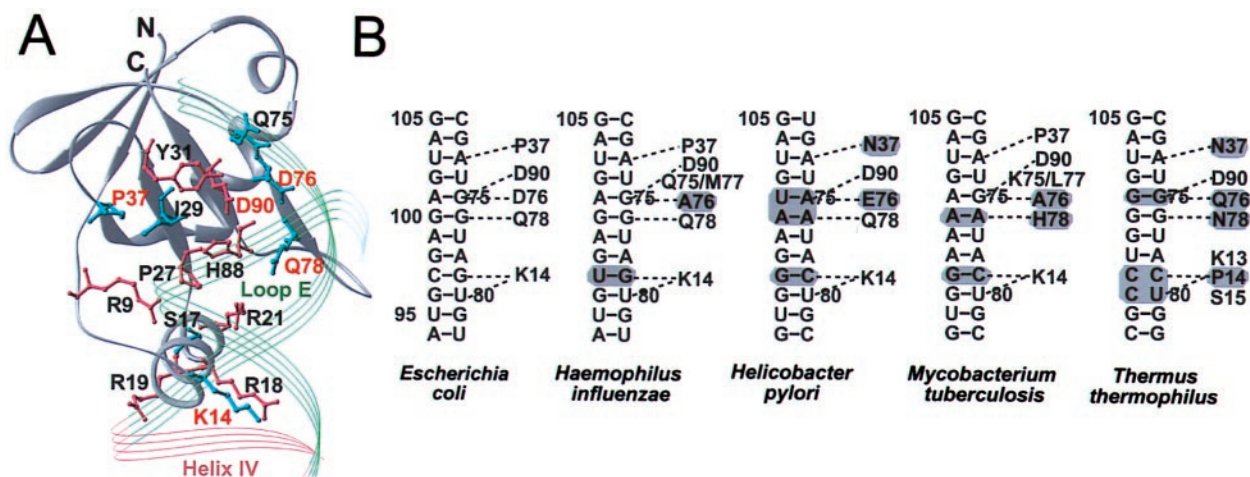 A
N
C
Q75
Y31
D76
P37
I29
D90
P27
H88
Q78
Loop E
R9
S17
R21
R19
R18
K14
Helix IV
B
105 G–C
A G
U–A P37
D90
A G75 D76
100 G–G Q78
A–U
C–G K14
G U 80
95 U–G
A–U
Escherichia
coli
105 G–C
A G
U–A P37
D90
Q75/M77
A G75 A76
G–G Q78
A–U
U–G K14
G U 80
U–G
A–U
Haemophilus
influenzae
105 G–U
A G
U–A N37
D90
U–A 75 E76
A–A Q78
A–U
G–C K14
G U 80
U–G
G–C
Helicobacter
pylori
105 G–C
A G
U–A P37
D90
K75/L77
A G75 A76
A–A H78
A–U
G–C K14
G U 80
U–G
G–C
Mycobacterium
tuberculosis
105 G–C
A G
U–A N37
D90
G–G 75 Q76
G–G N78
K13
C C P14
C U 80 S15
C–G
Thermus
thermophilus